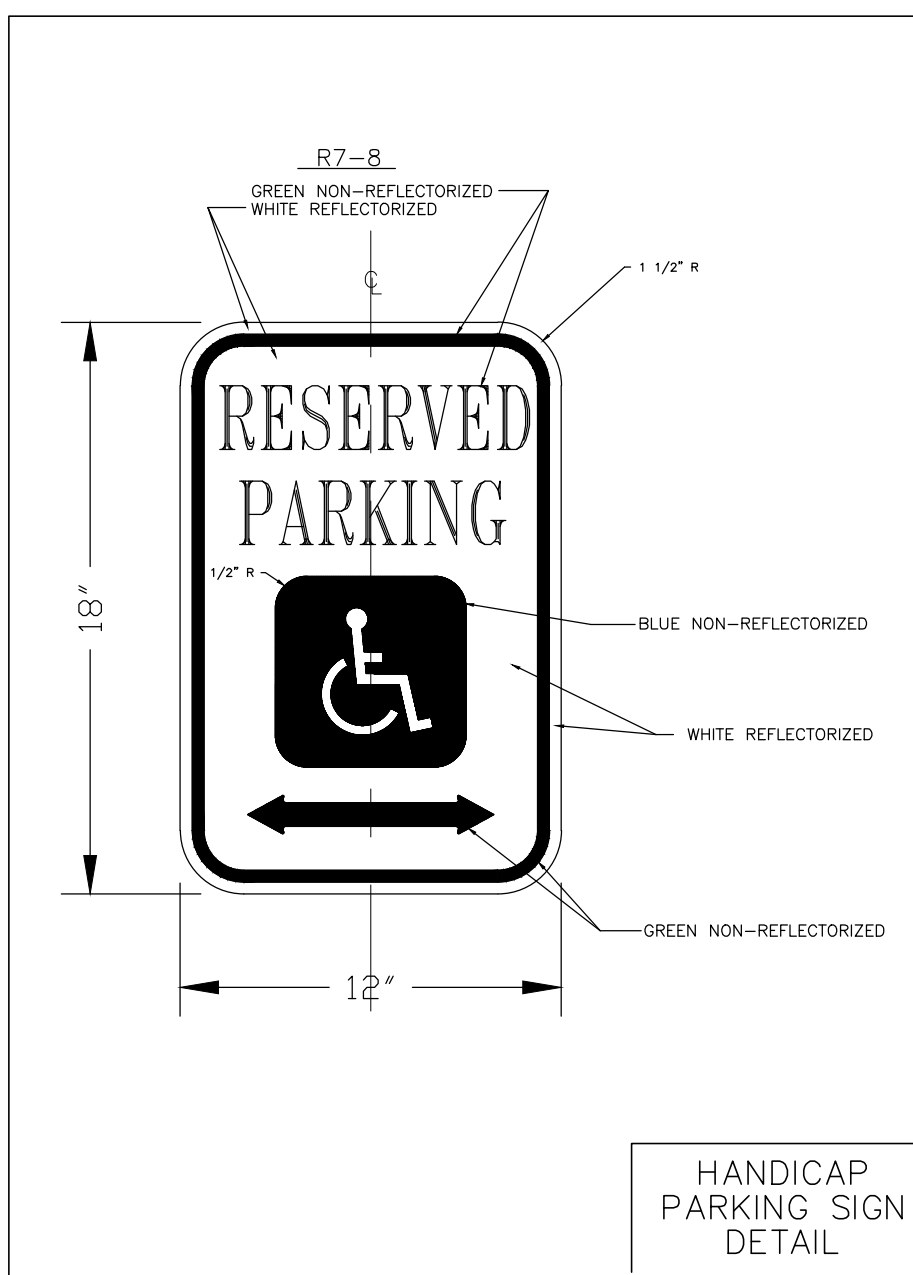 R7-8
GREEN NON-REFLECTORIZED
WHITE REFLECTORIZED
℄
1 1/2" R
RESERVED
PARKING
1/2" R
18"
BLUE NON-REFLECTORIZED
WHITE REFLECTORIZED
GREEN NON-REFLECTORIZED
12"
HANDICAP
PARKING SIGN
DETAIL